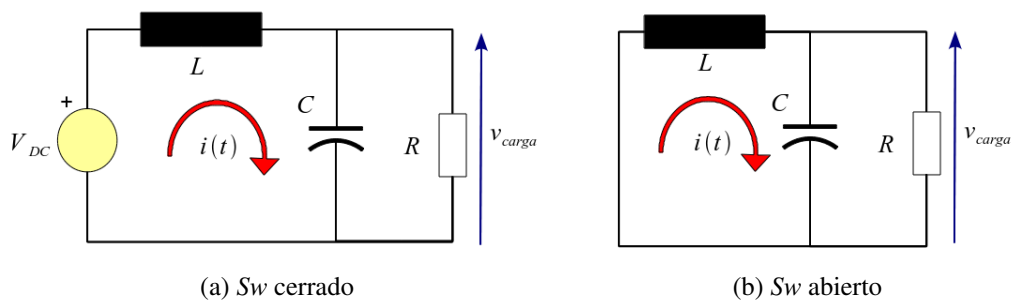 L
C
+
V DC
i(t)
R
v carga
(a) Sw cerrado
L
C
i(t)
R
v carga
(b) Sw abierto